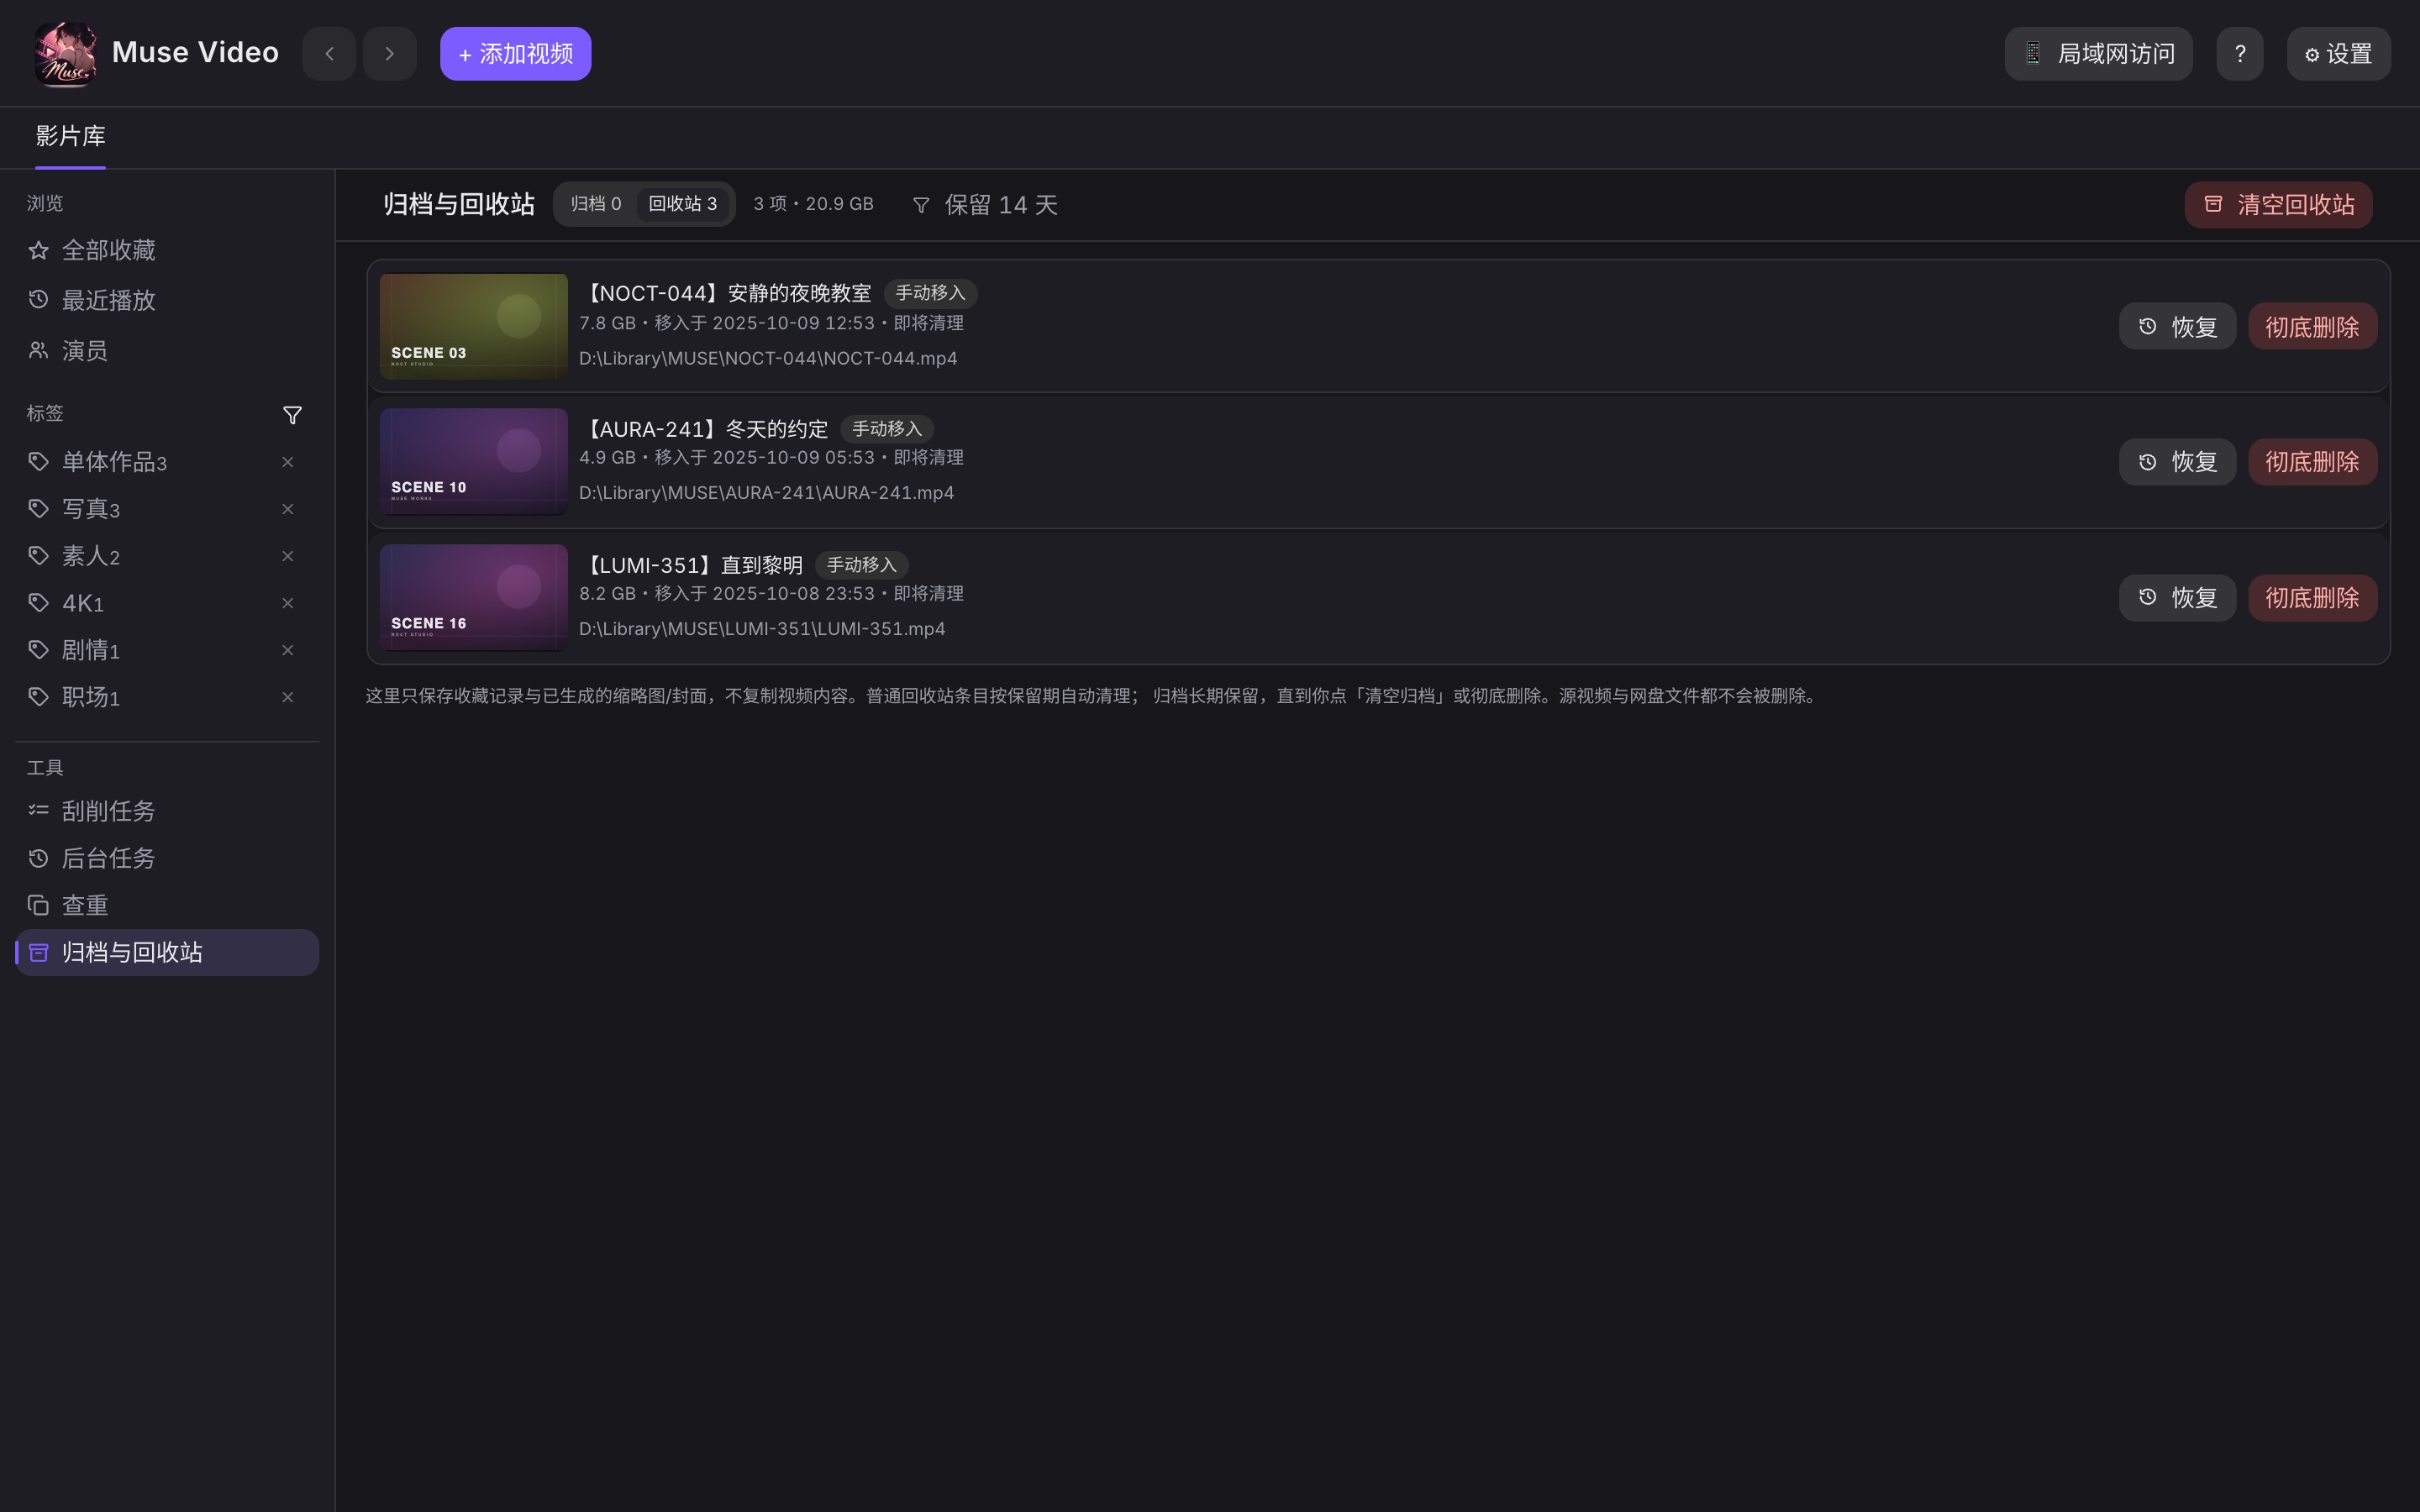 Muse
Muse Video
+ 添加视频
局域网访问
?
设置
影片库
浏览
全部收藏
最近播放
演员
标签
单体作品3
写真3
素人2
4K1
剧情1
职场1
工具
刮削任务
后台任务
查重
归档与回收站
归档与回收站
归档 0
回收站 3
3 项・20.9 GB
保留 14 天
清空回收站
【NOCT-044】安静的夜晚教室 手动移入
7.8 GB・移入于 2025-10-09 12:53・即将清理
D:\Library\MUSE\NOCT-044\NOCT-044.mp4
SCENE 03
NOCT STUDIO
恢复
彻底删除
【AURA-241】冬天的约定 手动移入
4.9 GB・移入于 2025-10-09 05:53・即将清理
D:\Library\MUSE\AURA-241\AURA-241.mp4
SCENE 10
MUSE WORKS
恢复
彻底删除
【LUMI-351】直到黎明 手动移入
8.2 GB・移入于 2025-10-08 23:53・即将清理
D:\Library\MUSE\LUMI-351\LUMI-351.mp4
SCENE 16
NOCT STUDIO
恢复
彻底删除
这里只保存收藏记录与已生成的缩略图/封面，不复制视频内容。普通回收站条目按保留期自动清理； 归档长期保留，直到你点「清空归档」或彻底删除。源视频与网盘文件都不会被删除。